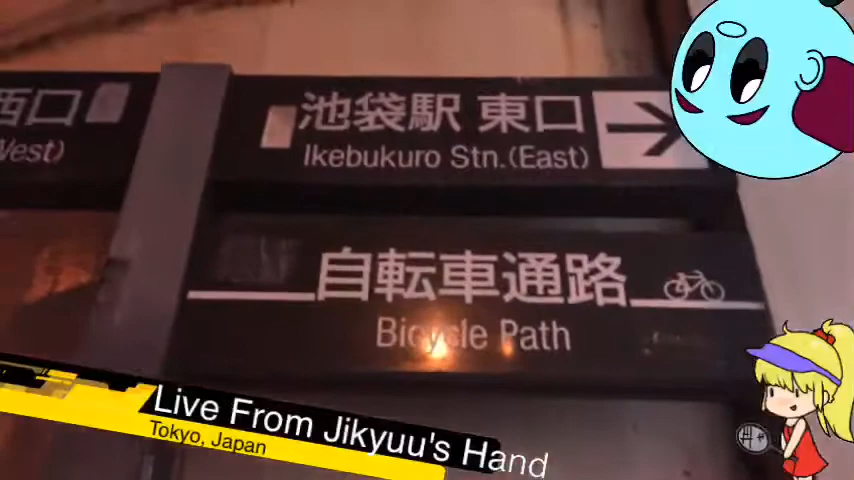 西口
West)
池袋駅 東口
Ikebukuro Stn.(East)
自転車通路
Bicycle Path
Live From Jikyuu's Hand
Tokyo, Japan